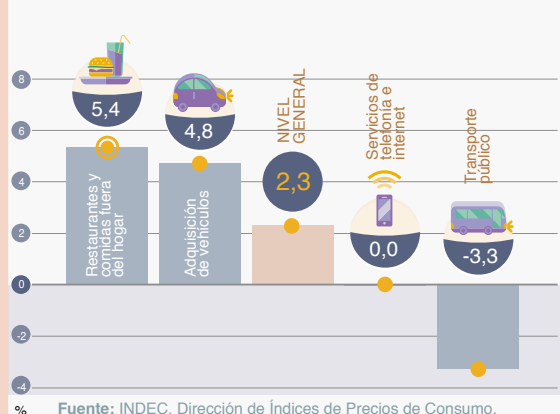 8
6
4
2
0
-2
-4
%
5,4
Restaurantes y
comidas fuera
del hogar
4,8
Adquisición
de vehículos
NIVEL
GENERAL
2,3
Servicios de
telefonía e
internet
0,0
Transporte
público
-3,3
Fuente: INDEC. Dirección de Índices de Precios de Consumo.